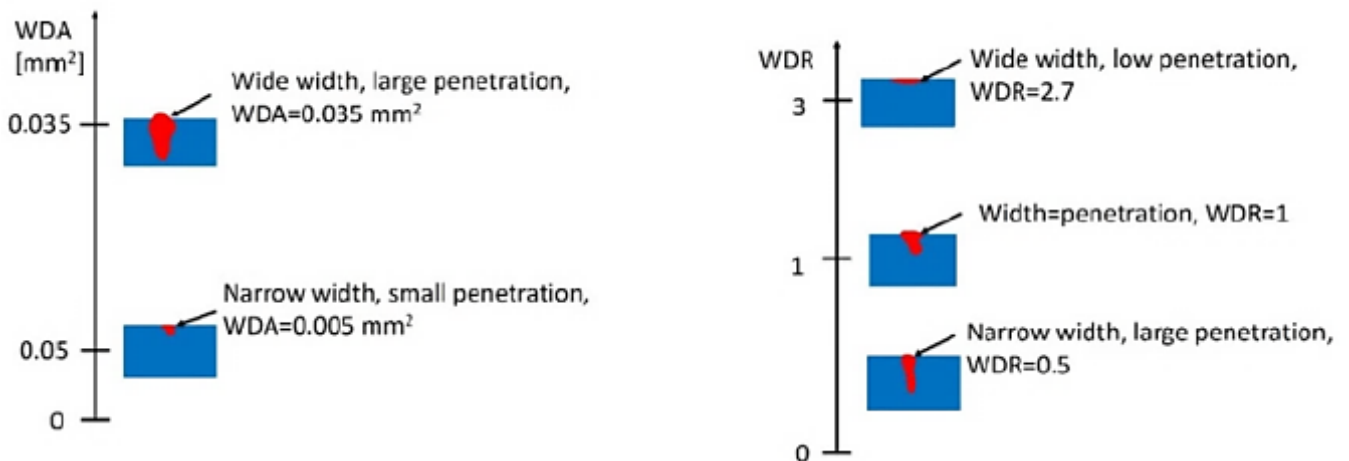 WDA
[mm²]
Wide width, large penetration,
WDA=0.035 mm²
0.035
Narrow width, small penetration,
WDA=0.005 mm²
0.05
0
WDR
Wide width, low penetration,
WDR=2.7
3
Width=penetration, WDR=1
1
Narrow width, large penetration,
WDR=0.5
0